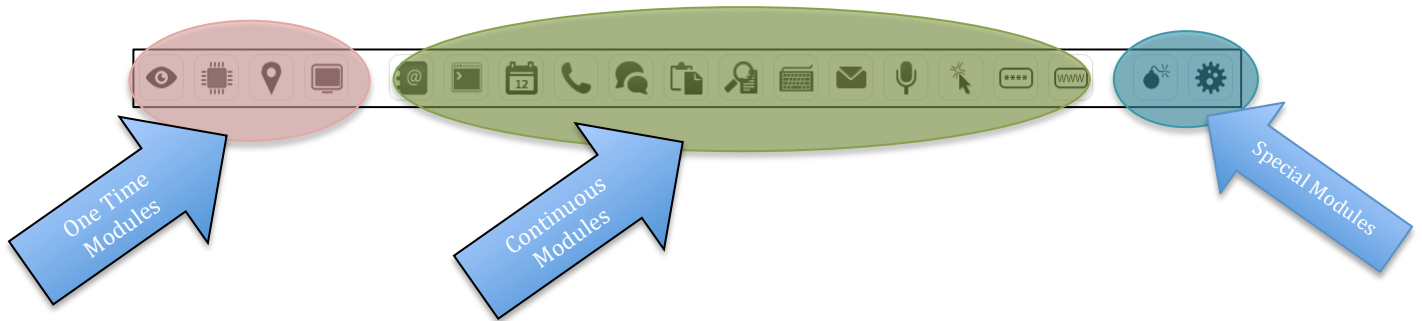 @
12
****
www
One Time
Modules
Continuous
Modules
Special Modules